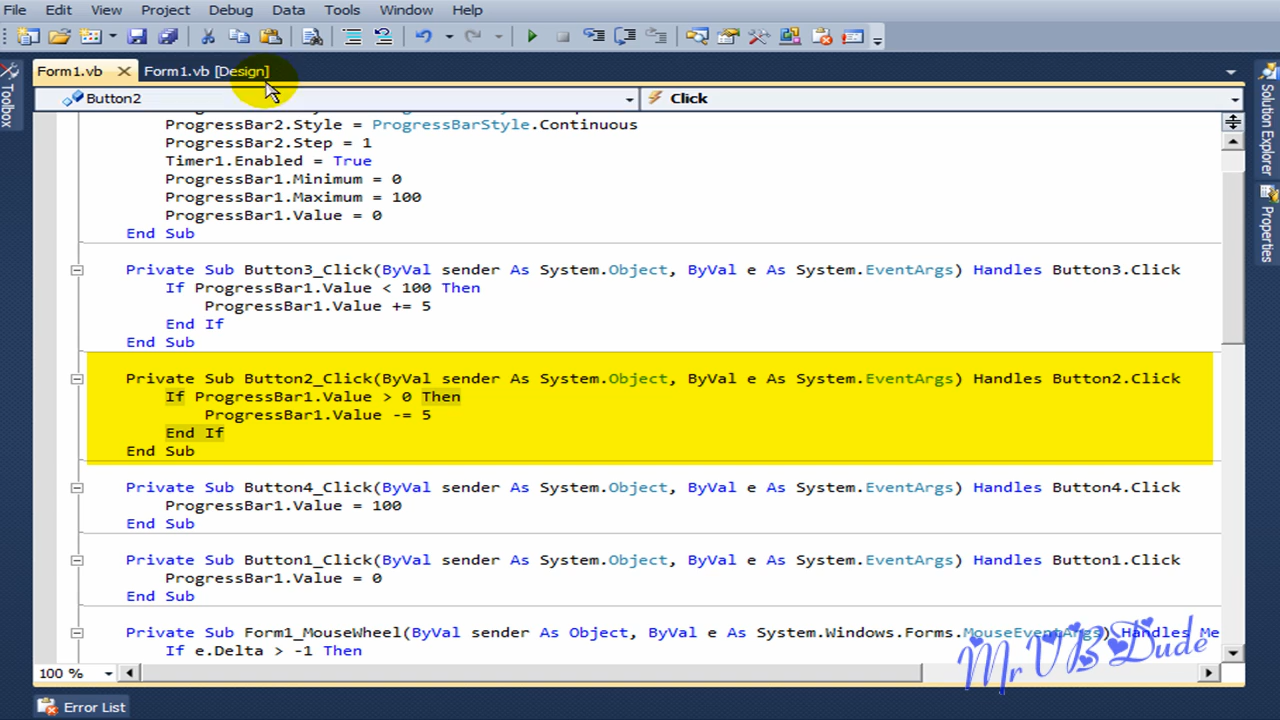 File Edit View Project Debug Data Tools Window Help
Form1.vb Form1.vb [Design]
Button2 Click
ProgressBar2.Style = ProgressBarStyle.Continuous
ProgressBar2.Step = 1
Timer1.Enabled = True
ProgressBar1.Minimum = 0
ProgressBar1.Maximum = 100
ProgressBar1.Value = 0
End Sub
Private Sub Button3_Click(ByVal sender As System.Object, ByVal e As System.EventArgs) Handles Button3.Click
If ProgressBar1.Value < 100 Then
ProgressBar1.Value += 5
End If
End Sub
Private Sub Button2_Click(ByVal sender As System.Object, ByVal e As System.EventArgs) Handles Button2.Click
If ProgressBar1.Value > 0 Then
ProgressBar1.Value -= 5
End If
End Sub
Private Sub Button4_Click(ByVal sender As System.Object, ByVal e As System.EventArgs) Handles Button4.Click
ProgressBar1.Value = 100
End Sub
Private Sub Button1_Click(ByVal sender As System.Object, ByVal e As System.EventArgs) Handles Button1.Click
ProgressBar1.Value = 0
End Sub
Private Sub Form1_MouseWheel(ByVal sender As Object, ByVal e As System.Windows.Forms.MouseEventArgs) Handles Me
If e.Delta > -1 Then
100 %
Error List
Toolbox
Solution Explorer
Properties
Mr VB Dude